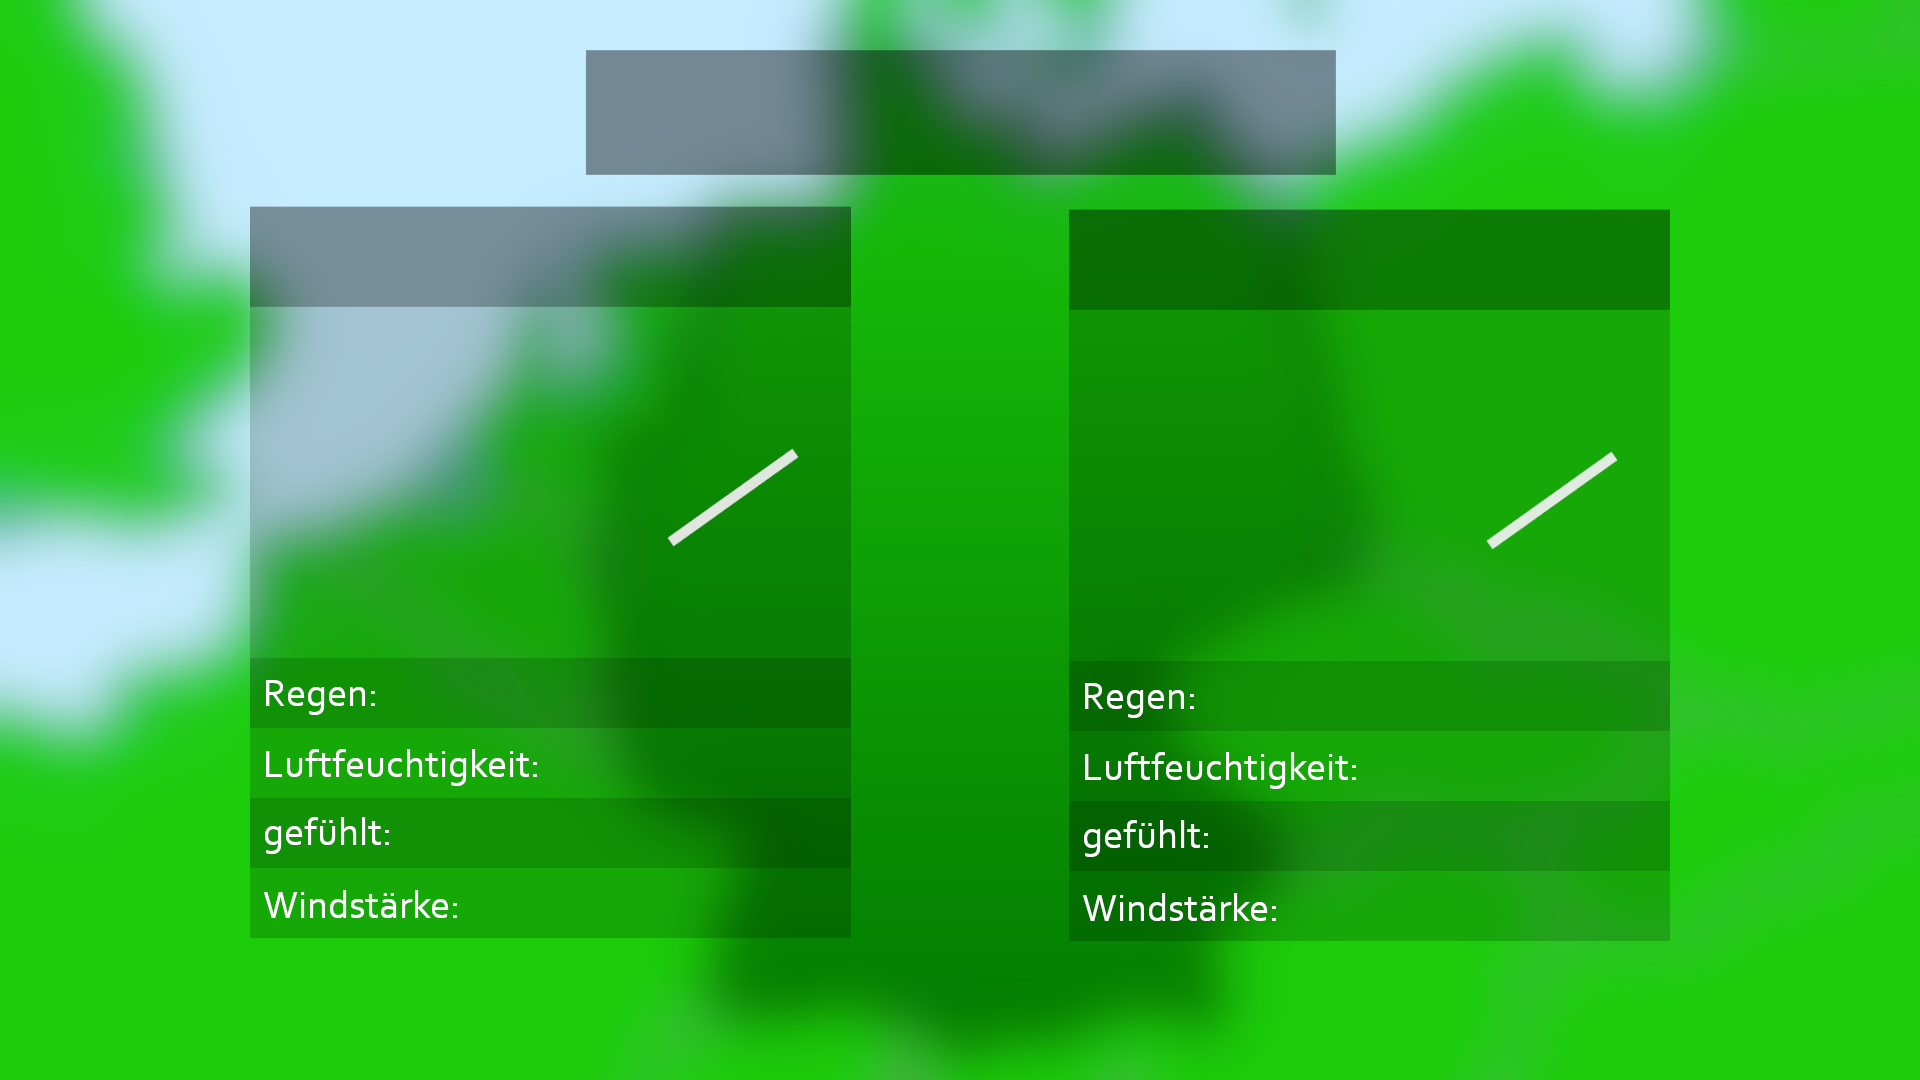 Regen:
Luftfeuchtigkeit:
gefühlt:
Windstärke:
Regen:
Luftfeuchtigkeit:
gefühlt:
Windstärke: